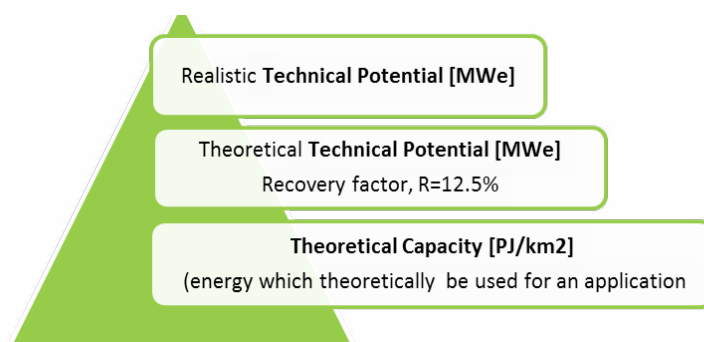 Realistic Technical Potential [MWe]
Theoretical Technical Potential [MWe]
Recovery factor, R=12.5%
Theoretical Capacity [PJ/km2]
(energy which theoretically be used for an application